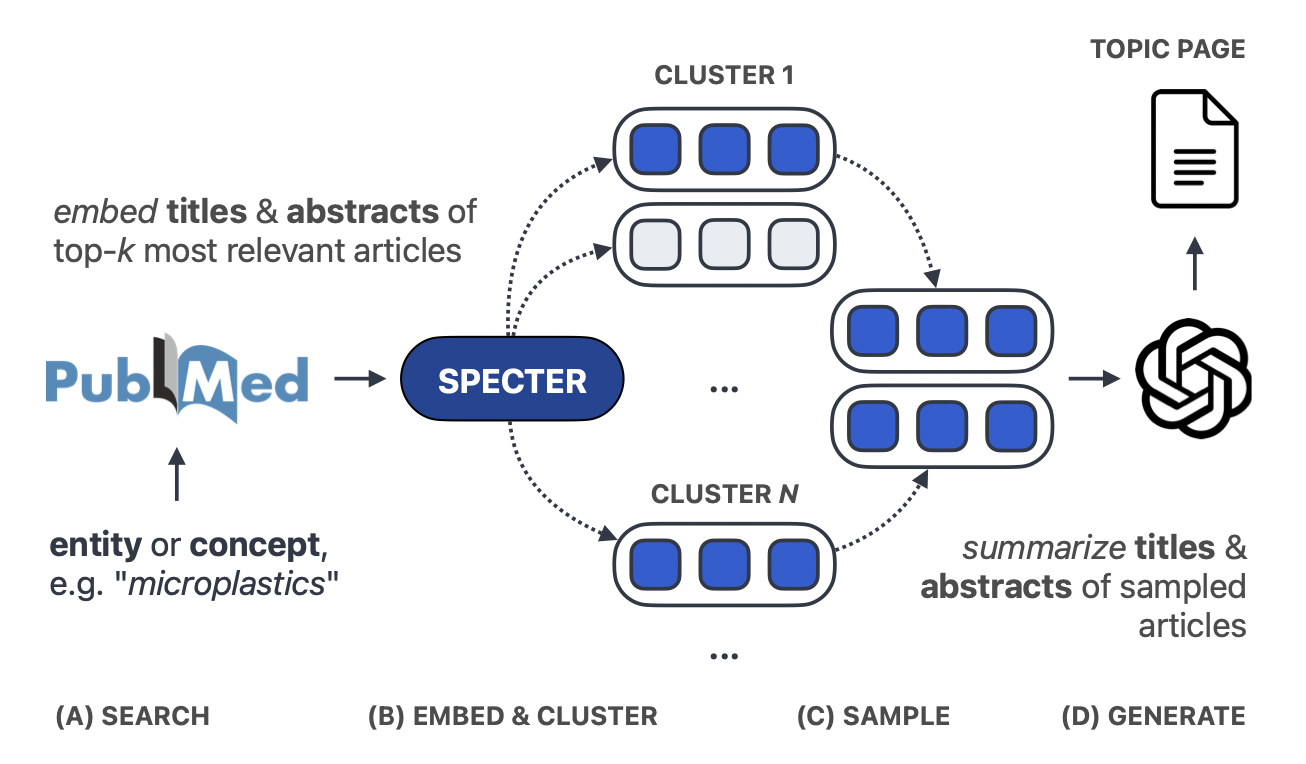 TOPIC PAGE
CLUSTER 1
embed titles & abstracts of
top-k most relevant articles
PubMed
SPECTER
...
CLUSTER N
entity or concept,
e.g. "microplastics"
summarize titles &
abstracts of sampled
articles
...
(A) SEARCH
(B) EMBED & CLUSTER
(C) SAMPLE
(D) GENERATE